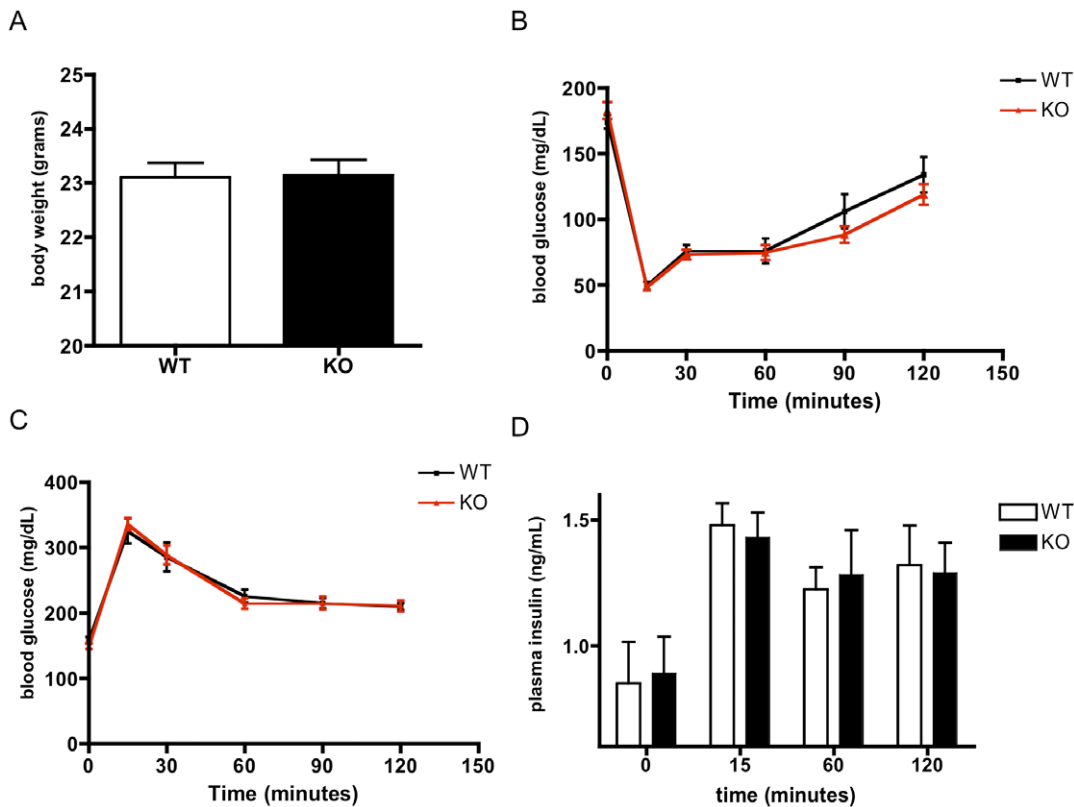 A
body weight (grams)
25
24
23
22
21
20
WT
KO
B
blood glucose (mg/dL)
200
150
100
50
0
0
30
60
90
120
150
Time (minutes)
WT
KO
C
blood glucose (mg/dL)
400
300
200
100
0
0
30
60
90
120
150
Time (minutes)
WT
KO
D
plasma insulin (ng/mL)
1.5
1.0
0
15
60
120
time (minutes)
WT
KO